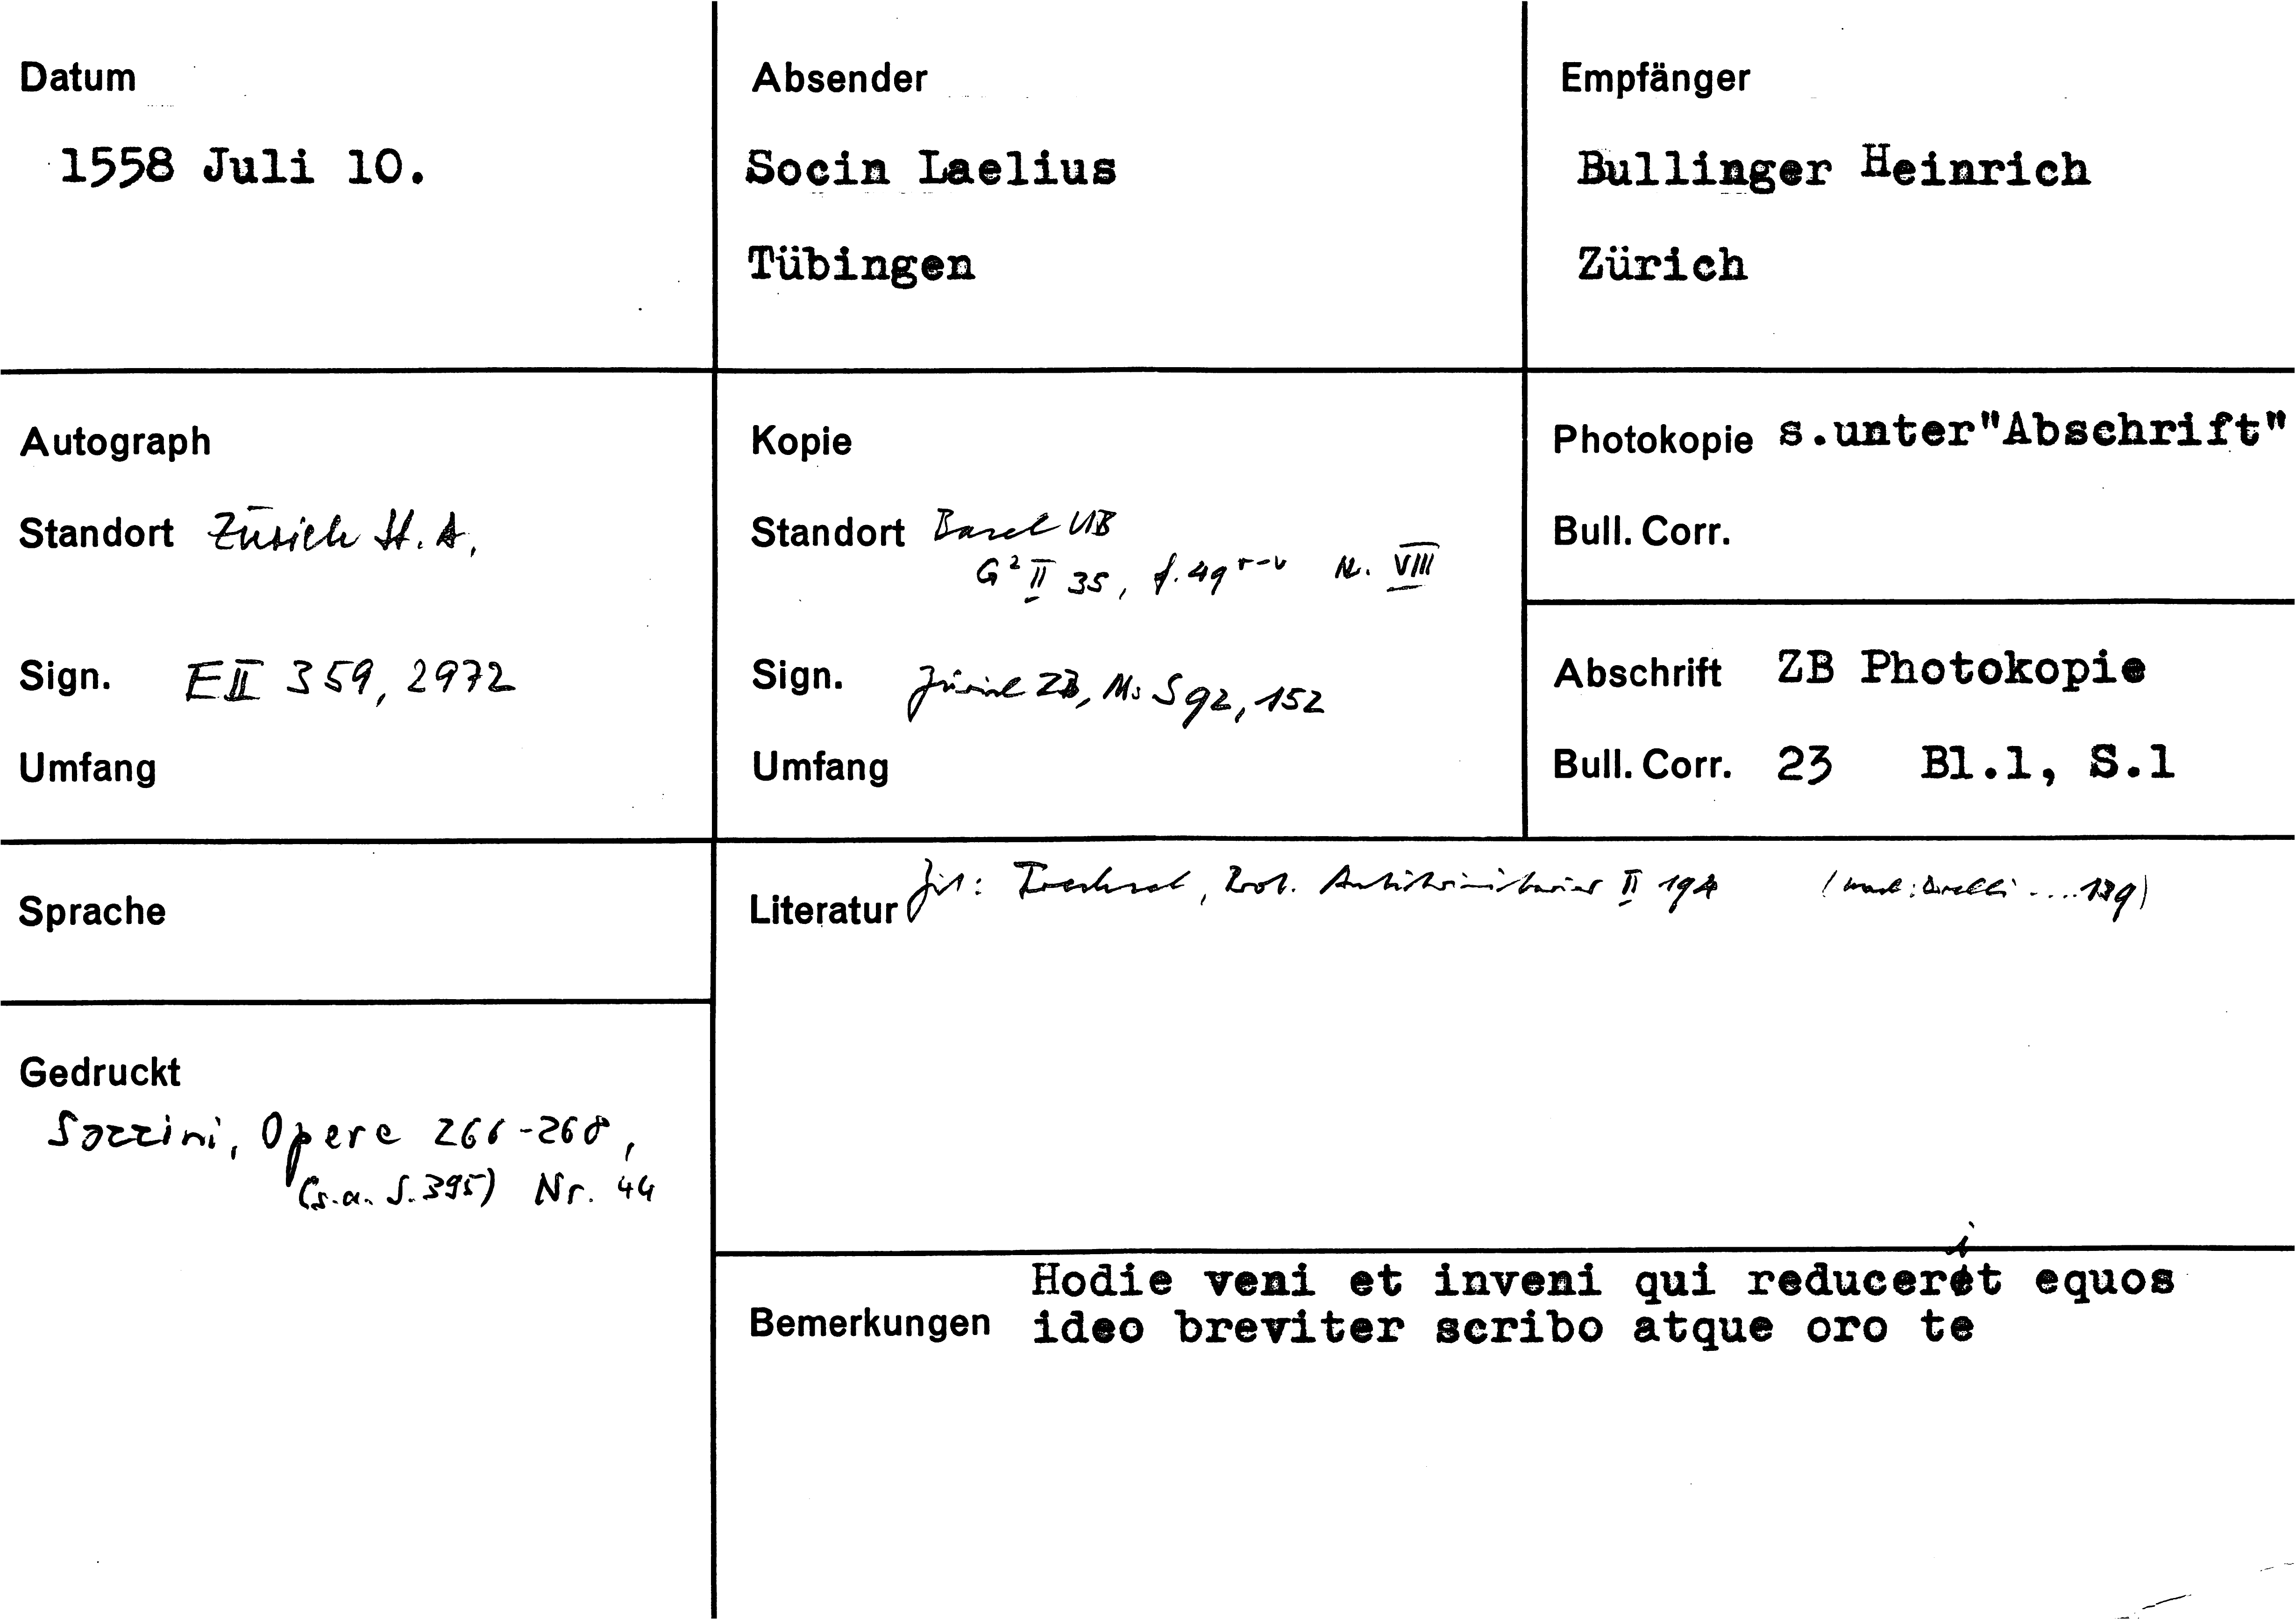 Datum
1558 Juli 10.
Absender
Socin Laelius
Tübingen
Empfänger
Bullinger Heinrich
Zürich
Autograph
Standort Zürich St. A.
Sign. E II 359, 2972
Umfang
Kopie
Standort Basel UB
G² II 35, f. 49 r-v N. VIII
Sign. Zürich ZB, Ms S 92, 152
Umfang
Photokopie s.unter"Abschrift"
Bull. Corr.
Abschrift ZB Photokopie
Bull. Corr. 23 Bl.1, S.1
Sprache
Literatur Zit: Trechsel, Prot. Antitrinitarier II 194 (nach: Orelli .... 139)
Gedruckt
Sozzini, Opere 266-268,
(s.a. S.395) Nr. 44
Bemerkungen
Hodie veni et inveni qui reducerit equos
ideo breviter scribo atque oro te